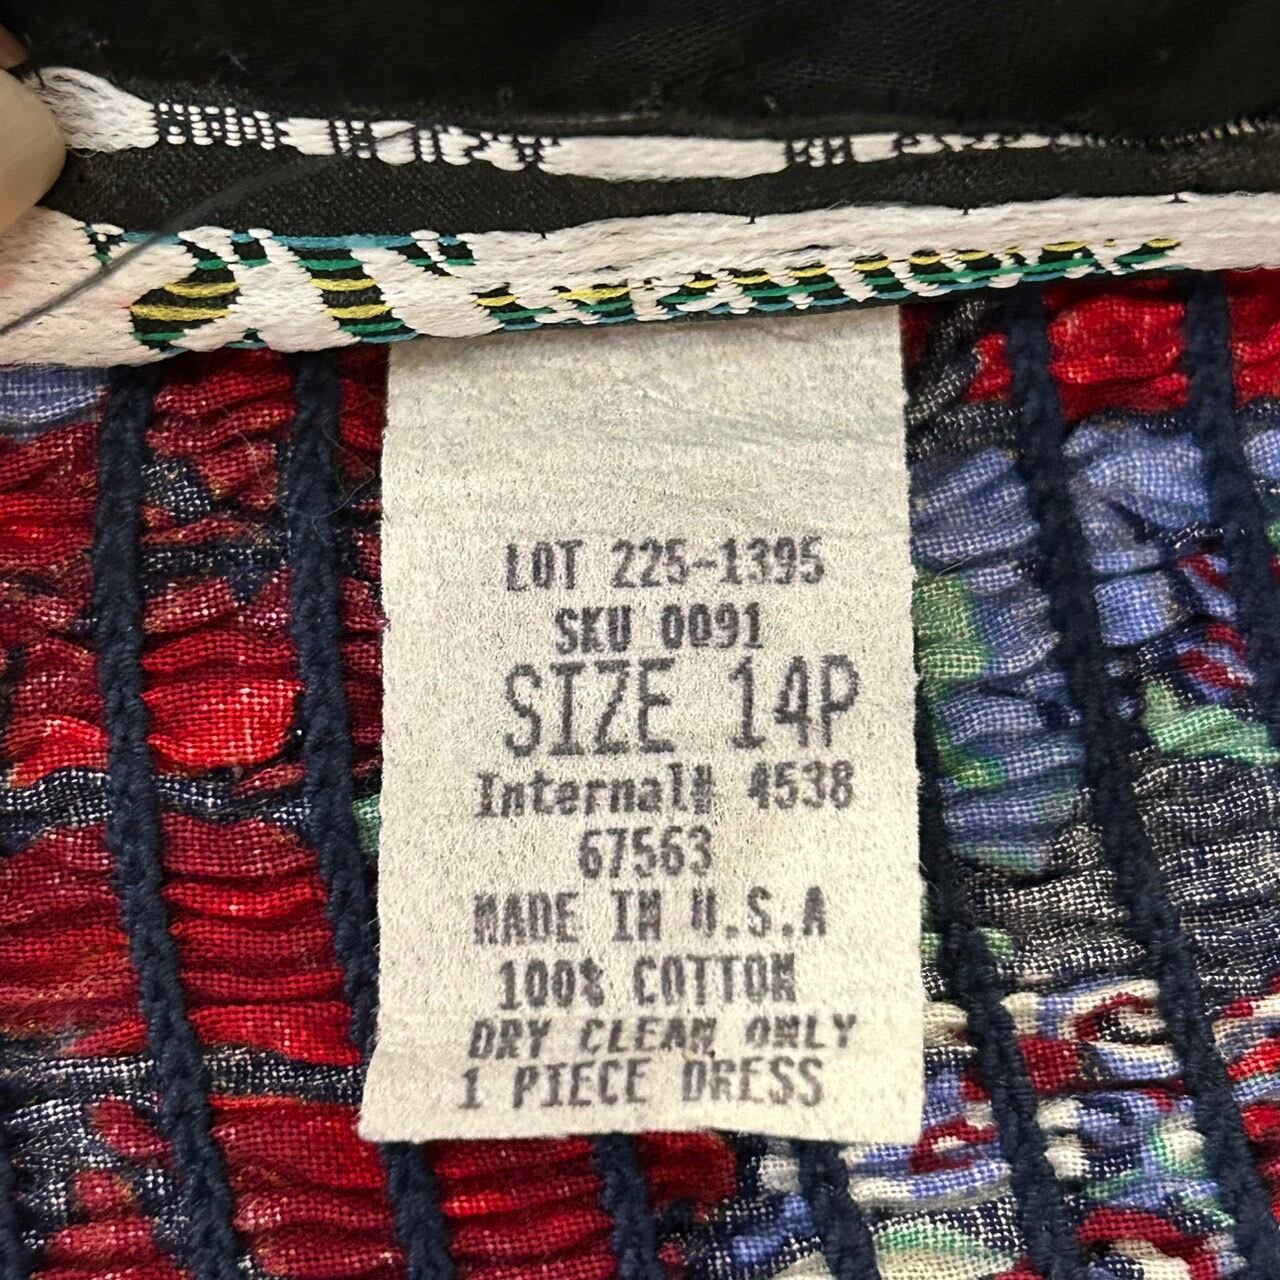 LOT 225-1395
SKU 0091
SIZE 14P
Internal# 4538
67563
MADE IN U.S.A
100% COTTON
DRY CLEAN ONLY
1 PIECE DRESS